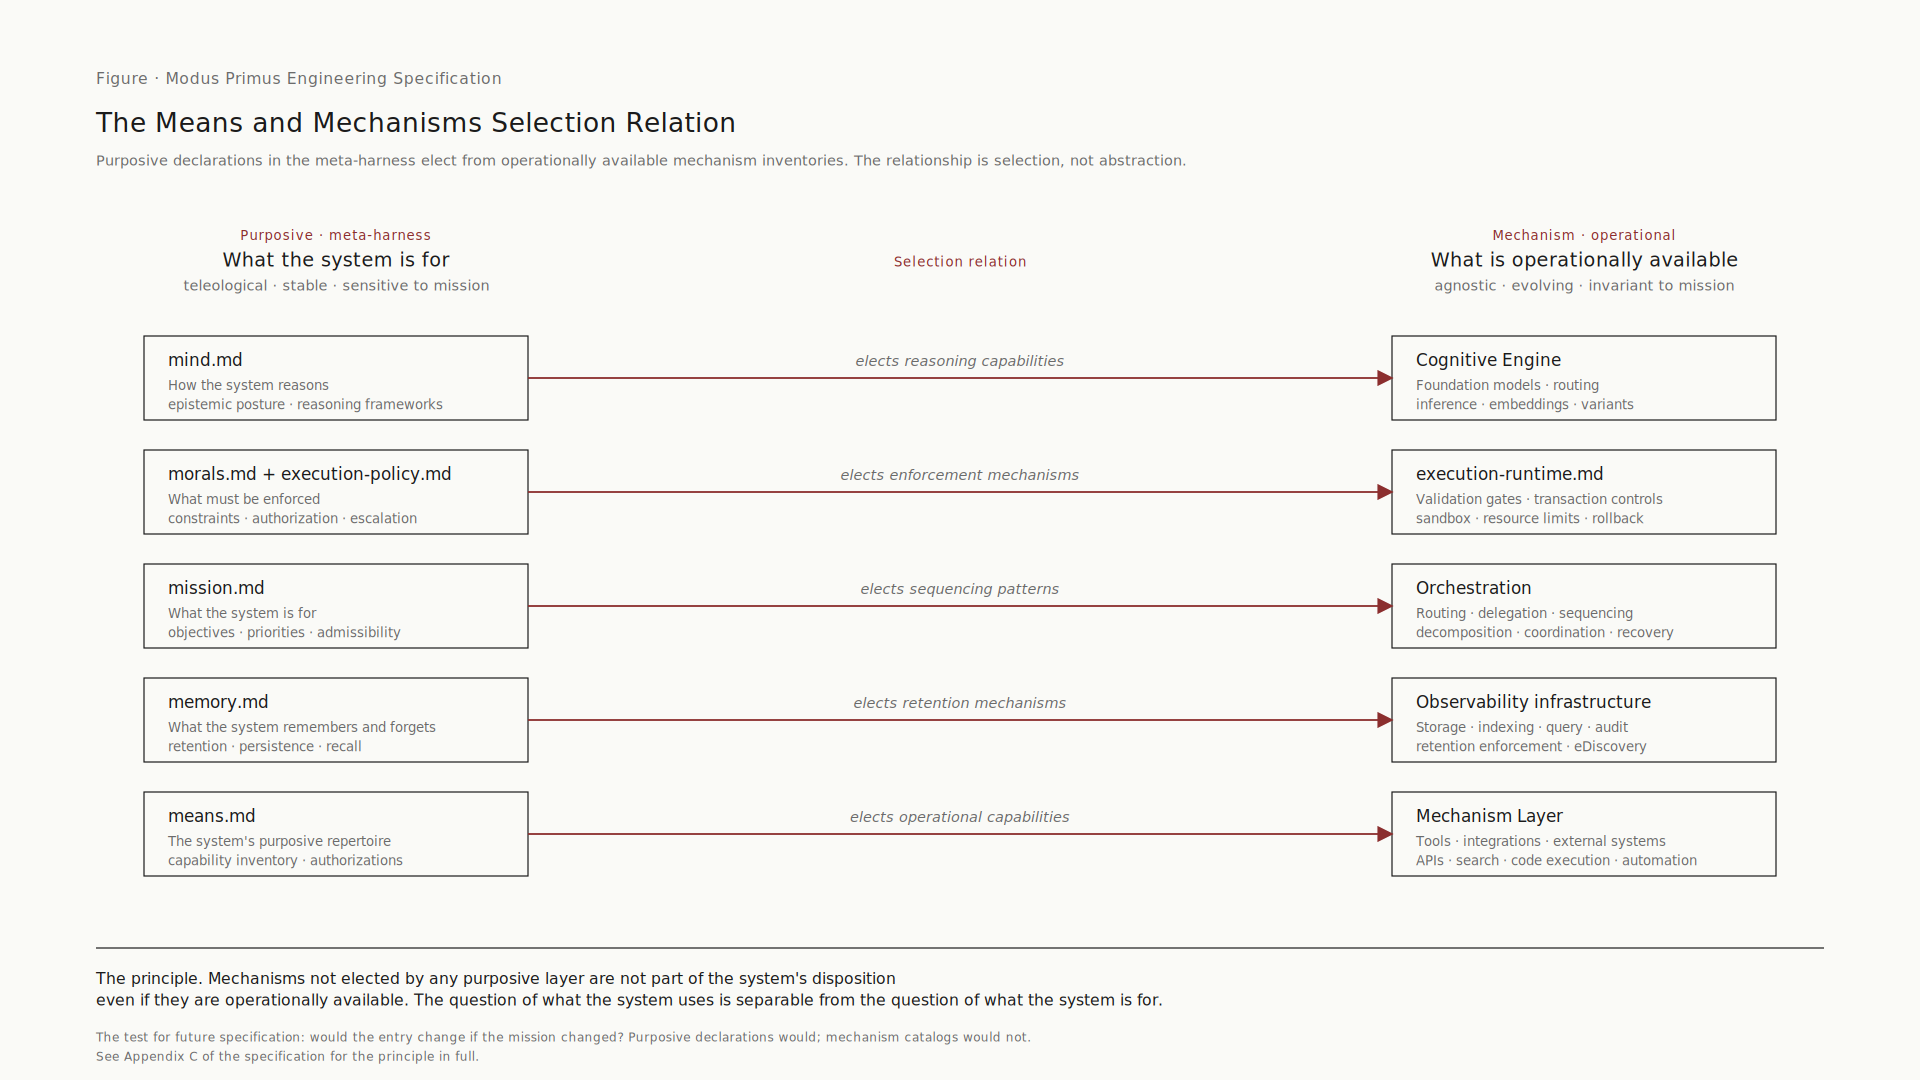 Figure · Modus Primus Engineering Specification
The Means and Mechanisms Selection Relation
Purposive declarations in the meta-harness elect from operationally available mechanism inventories. The relationship is selection, not abstraction.
Purposive · meta-harness
What the system is for
teleological · stable · sensitive to mission
Selection relation
Mechanism · operational
What is operationally available
agnostic · evolving · invariant to mission
mind.md
How the system reasons
epistemic posture · reasoning frameworks
elects reasoning capabilities
Cognitive Engine
Foundation models · routing
inference · embeddings · variants
morals.md + execution-policy.md
What must be enforced
constraints · authorization · escalation
elects enforcement mechanisms
execution-runtime.md
Validation gates · transaction controls
sandbox · resource limits · rollback
mission.md
What the system is for
objectives · priorities · admissibility
elects sequencing patterns
Orchestration
Routing · delegation · sequencing
decomposition · coordination · recovery
memory.md
What the system remembers and forgets
retention · persistence · recall
elects retention mechanisms
Observability infrastructure
Storage · indexing · query · audit
retention enforcement · eDiscovery
means.md
The system's purposive repertoire
capability inventory · authorizations
elects operational capabilities
Mechanism Layer
Tools · integrations · external systems
APIs · search · code execution · automation
The principle. Mechanisms not elected by any purposive layer are not part of the system's disposition
even if they are operationally available. The question of what the system uses is separable from the question of what the system is for.
The test for future specification: would the entry change if the mission changed? Purposive declarations would; mechanism catalogs would not.
See Appendix C of the specification for the principle in full.